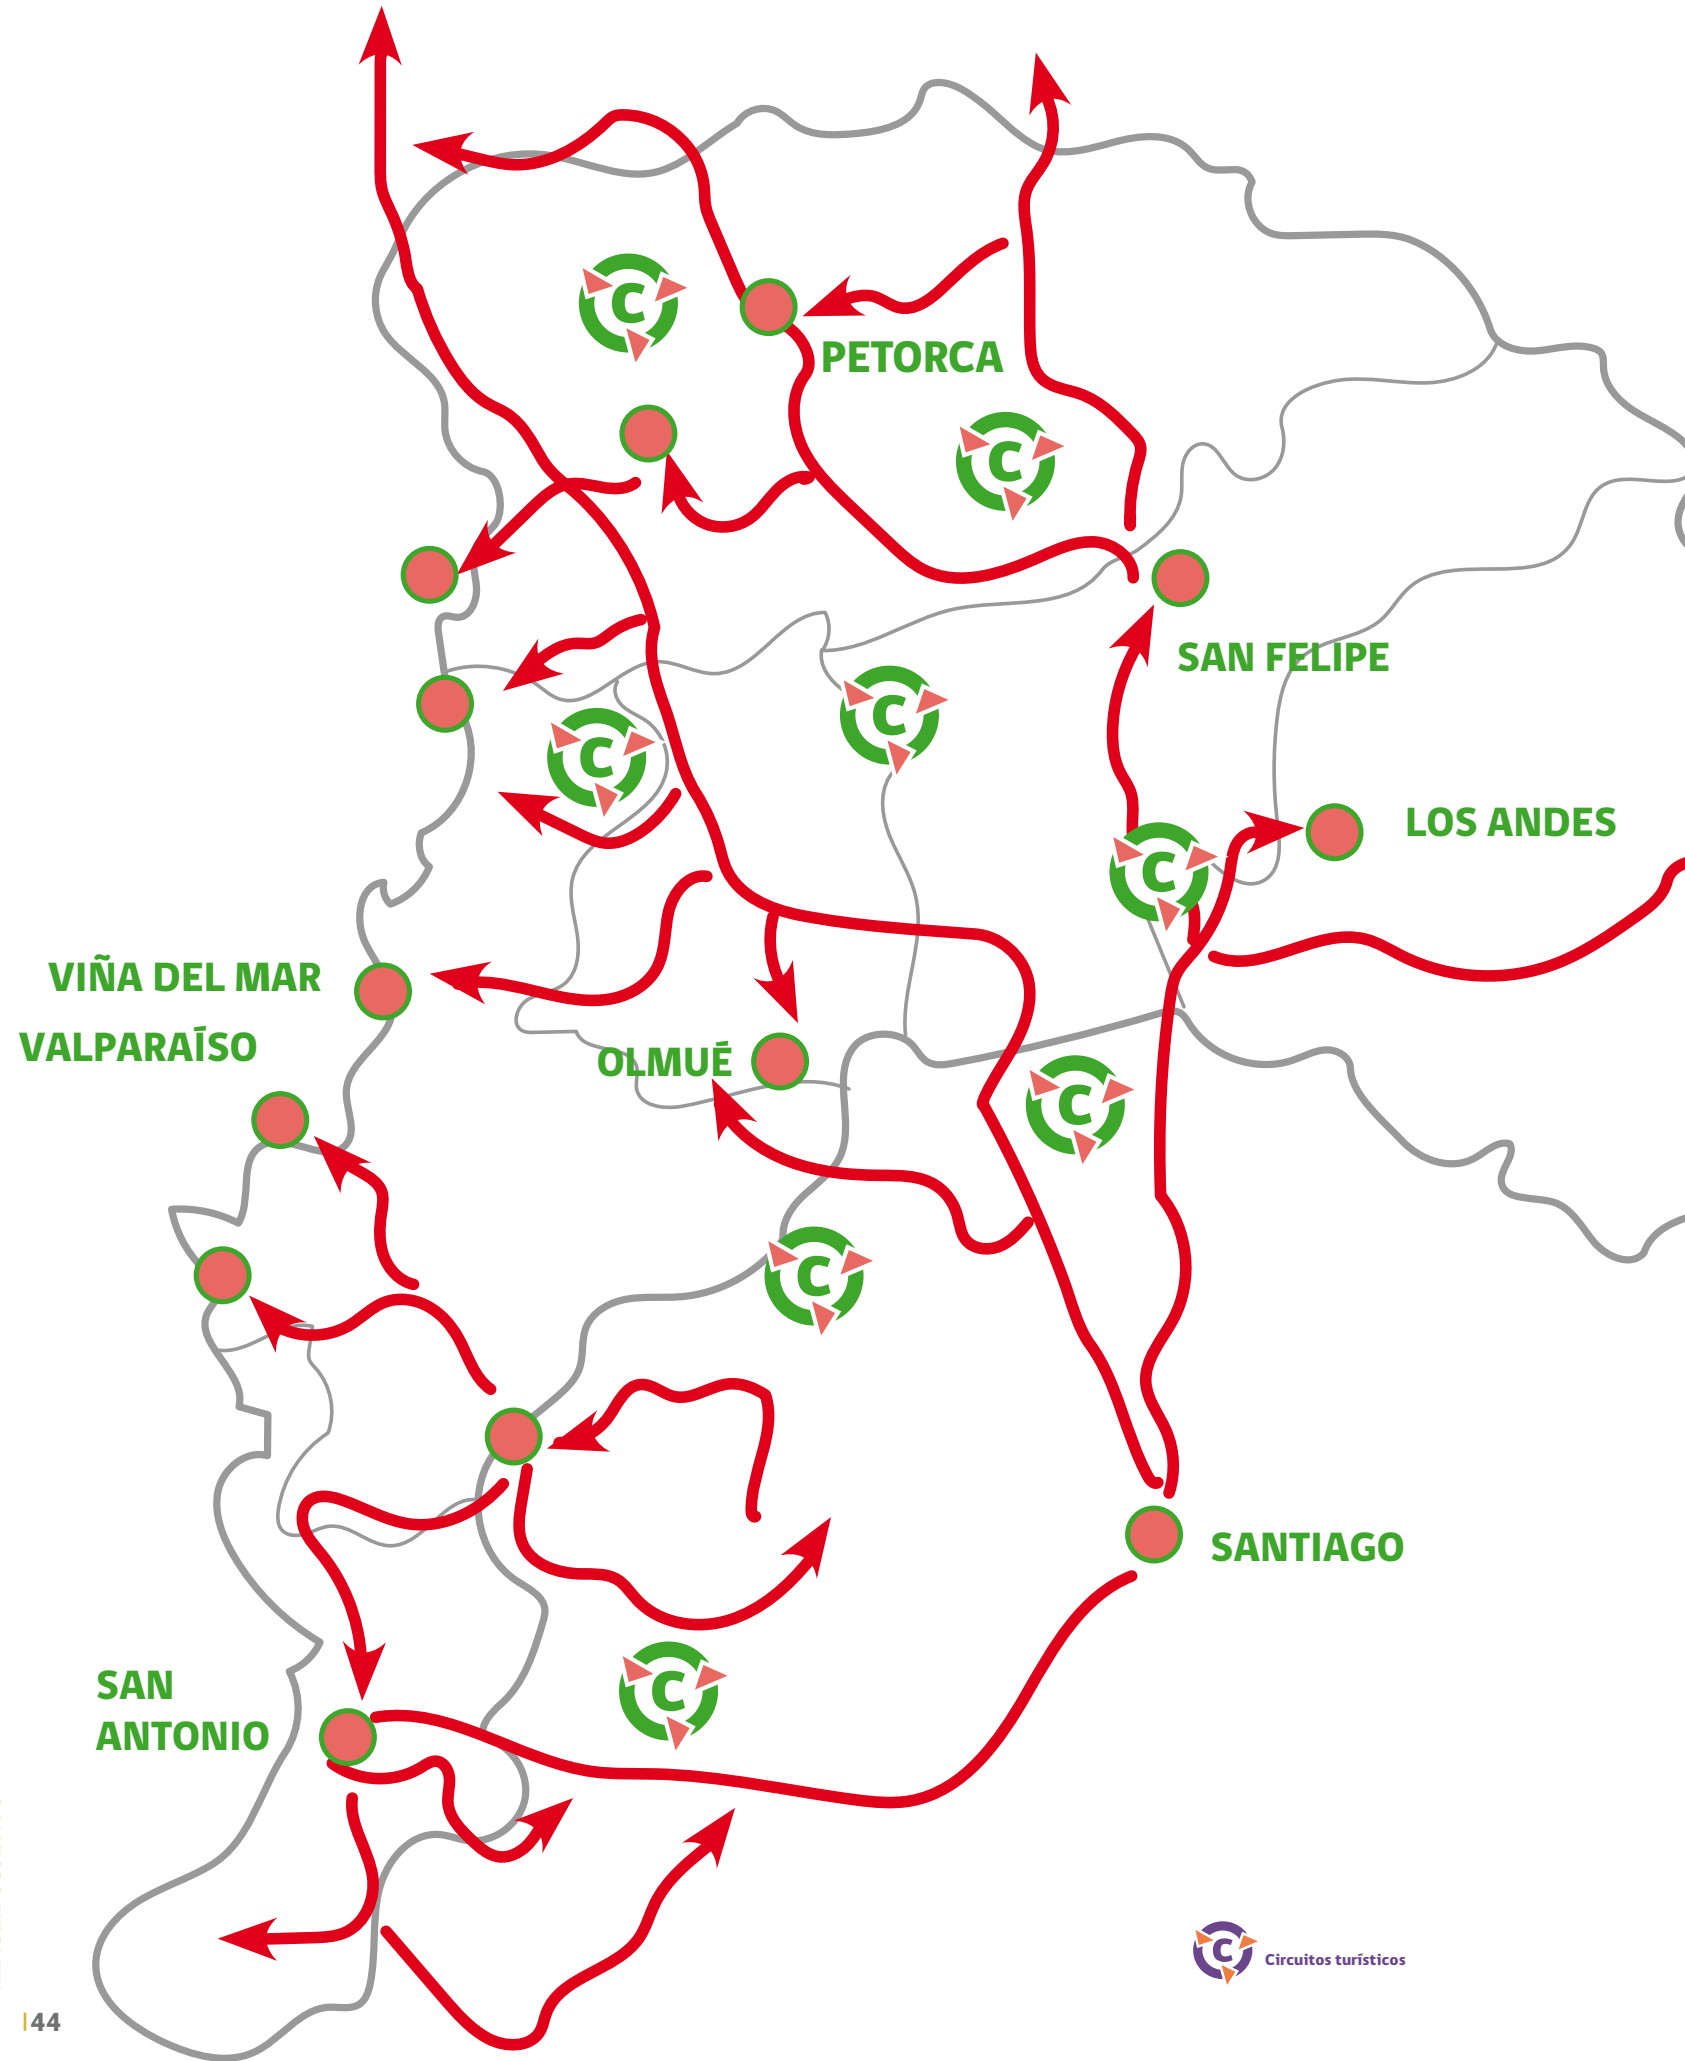 C
PETORCA
C
SAN FELIPE
C
C
LOS ANDES
C
VIÑA DEL MAR
VALPARAÍSO
OLMUÉ
C
C
SANTIAGO
SAN
ANTONIO
C
C
Circuitos turísticos
|44